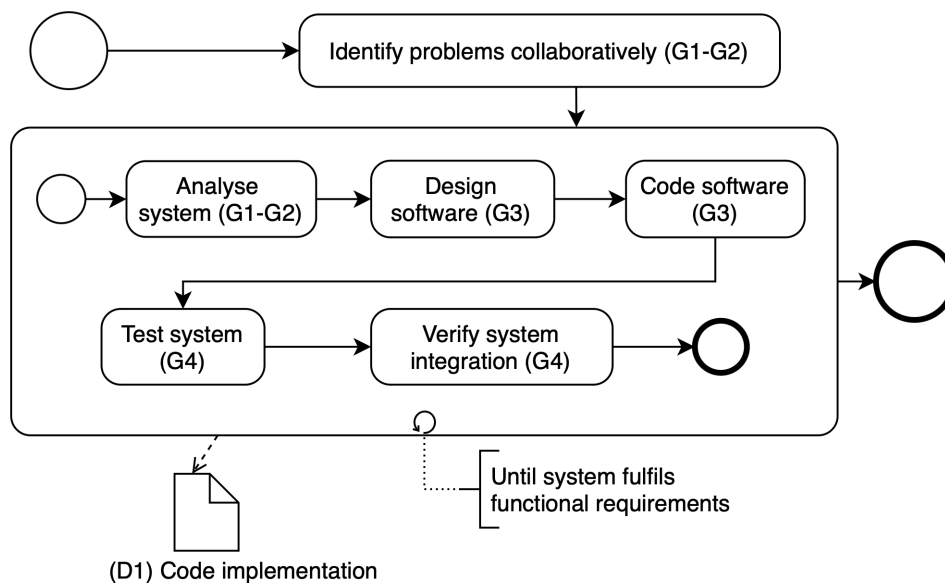 Identify problems collaboratively (G1-G2)
Analyse
system (G1-G2)
Design
software (G3)
Code software
(G3)
Test system
(G4)
Verify system
integration (G4)
Until system fulfils
functional requirements
(D1) Code implementation